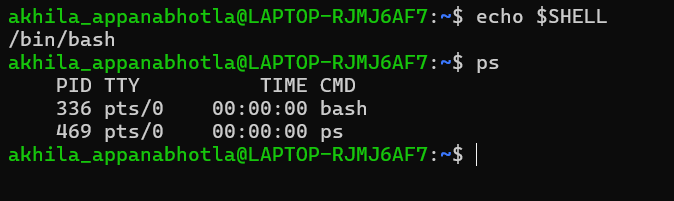 akhila_appanabhotla@LAPTOP-RJMJ6AF7:~$ echo $SHELL
/bin/bash
akhila_appanabhotla@LAPTOP-RJMJ6AF7:~$ ps
    PID TTY          TIME CMD
    336 pts/0    00:00:00 bash
    469 pts/0    00:00:00 ps
akhila_appanabhotla@LAPTOP-RJMJ6AF7:~$